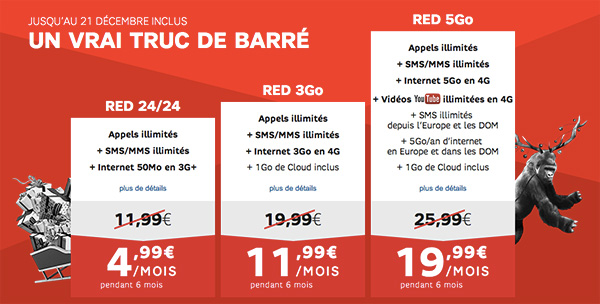 JUSQU'AU 21 DÉCEMBRE INCLUS
UN VRAI TRUC DE BARRÉ
RED 24/24
Appels illimités
+ SMS/MMS illimités
+ Internet 50Mo en 3G+
plus de détails
11,99€
4,99€
/MOIS
pendant 6 mois
RED 3Go
Appels illimités
+ SMS/MMS illimités
+ Internet 3Go en 4G
+ 1Go de Cloud inclus
plus de détails
19,99€
11,99€
/MOIS
pendant 6 mois
RED 5Go
Appels illimités
+ SMS/MMS illimités
+ Internet 5Go en 4G
+ Vidéos YouTube illimitées en 4G
+ SMS illimités
depuis l'Europe et les DOM
+ 5Go/an d'internet
en Europe et dans les DOM
+ 1Go de Cloud inclus
plus de détails
25,99€
19,99€
/MOIS
pendant 6 mois